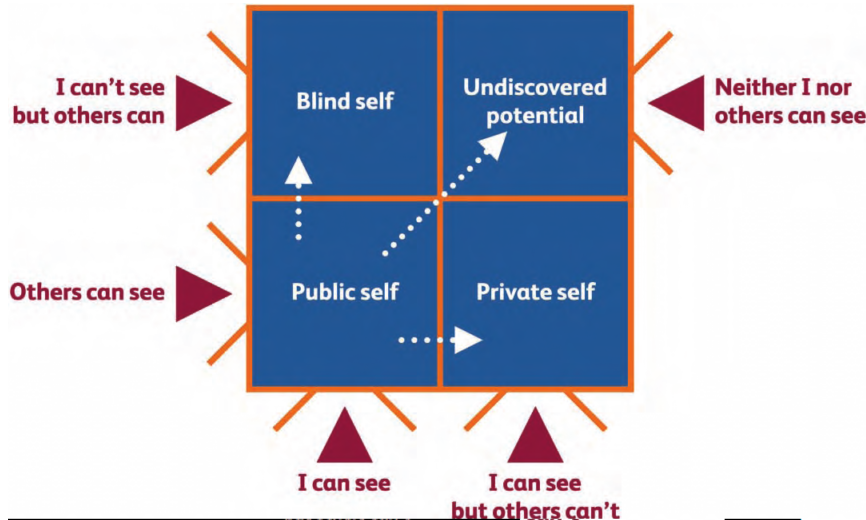 I can't see
but others can
Blind self
Undiscovered
potential
Neither I nor
others can see
Others can see
Public self
Private self
I can see
I can see
but others can't